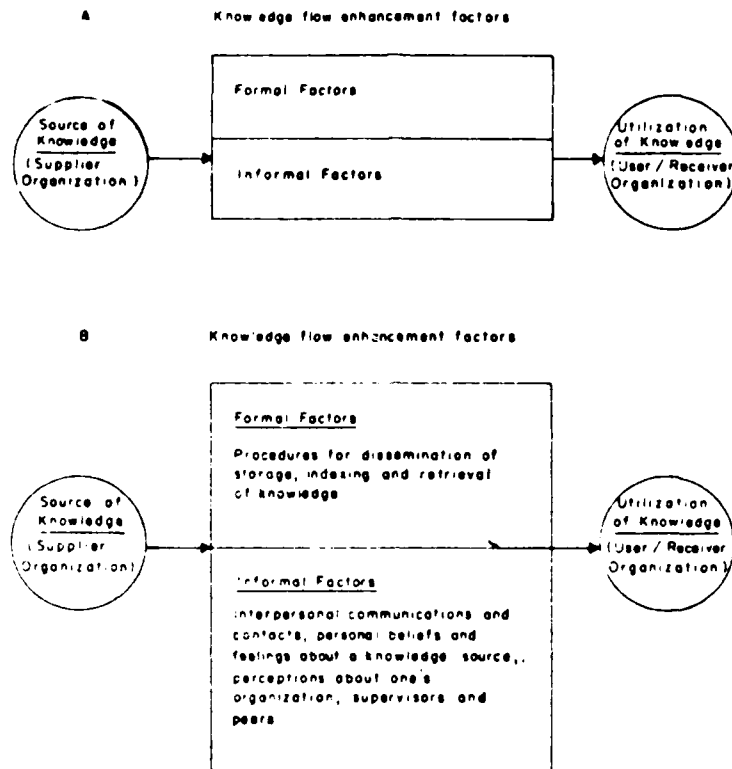 A Knowledge flow enhancement factors
Formal Factors
Informal Factors
Source of
Knowledge
(Supplier
Organization)
Utilization
of Knowledge
(User / Receiver
Organization)
B Knowledge flow enhancement factors
Formal Factors
Procedures for dissemination of
storage, indexing and retrieval
of knowledge
Informal Factors
Interpersonal communications and
contacts, personal beliefs and
feelings about a knowledge source,.
perceptions about one's
organization, supervisors and
peers
Source of
Knowledge
(Supplier
Organization)
Utilization
of Knowledge
(User / Receiver
Organization)